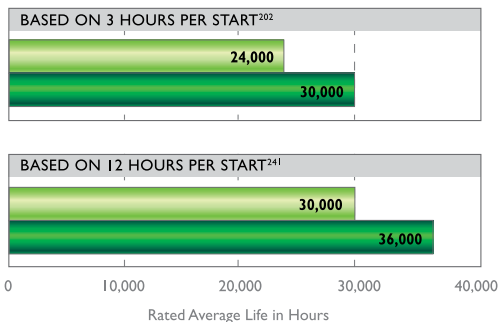 BASED ON 3 HOURS PER START202
24,000
30,000
BASED ON 12 HOURS PER START241
30,000
36,000
0 10,000 20,000 30,000 40,000
Rated Average Life in Hours